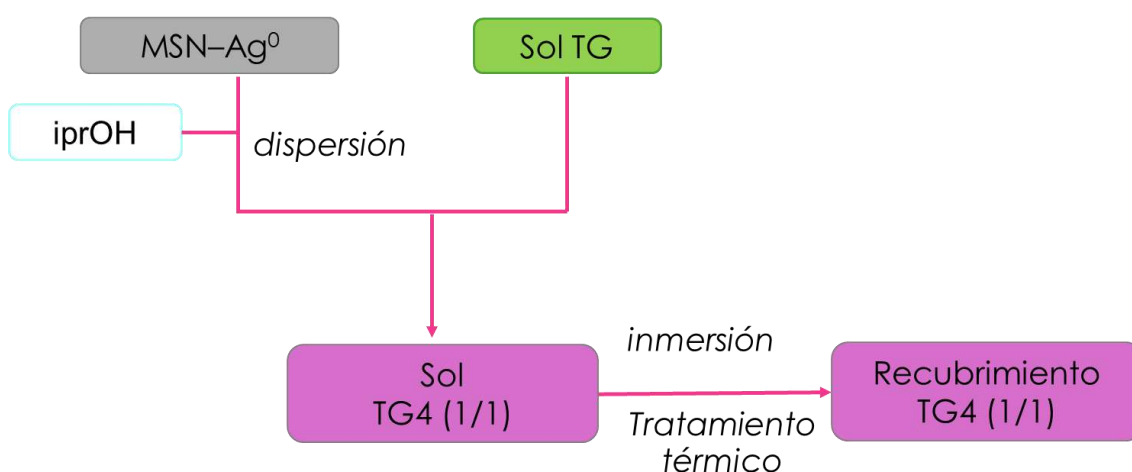 MSN–Ag⁰
Sol TG
iprOH
dispersión
Sol
TG4 (1/1)
inmersión
Tratamiento
térmico
Recubrimiento
TG4 (1/1)